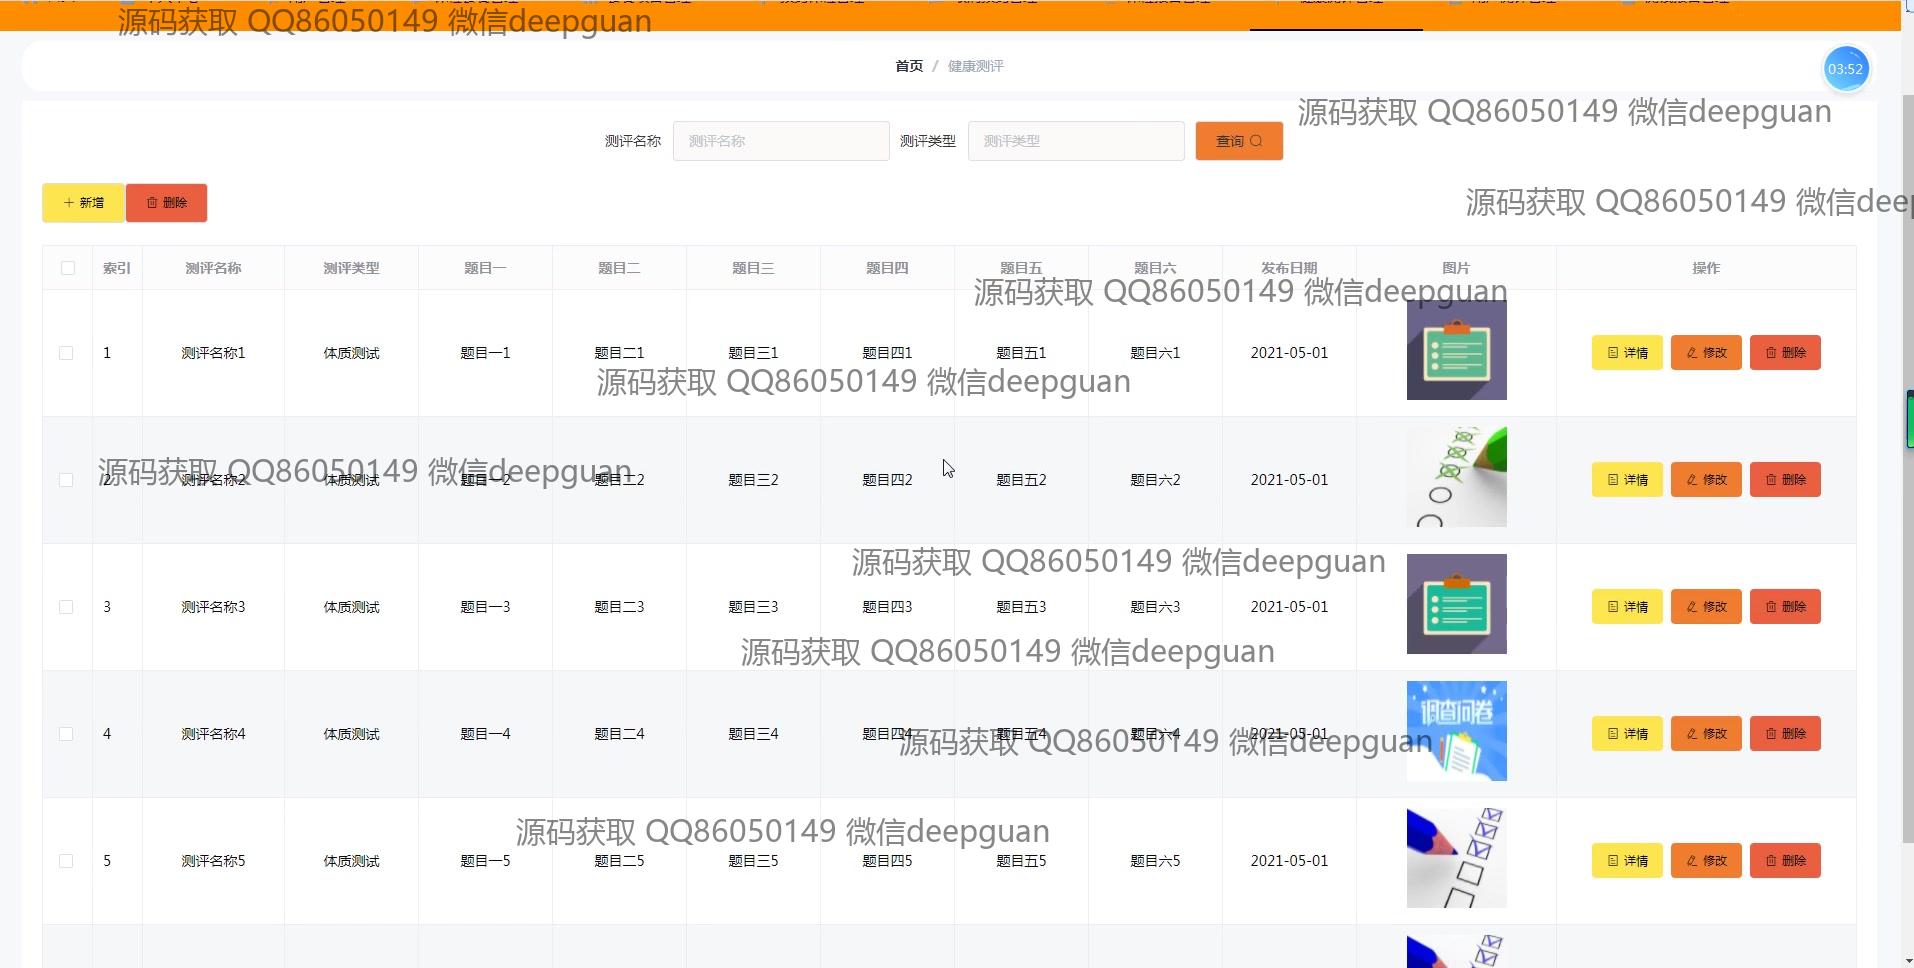 源码获取 QQ86050149 微信deepguan
首页 / 健康测评
03:52
源码获取 QQ86050149 微信deepguan
测评名称 测评名称 测评类型 测评类型 查询
源码获取 QQ86050149 微信deep
新增 删除
索引 测评名称 测评类型 题目一 题目二 题目三 题目四 题目五 题目六 发布日期 图片 操作
源码获取 QQ86050149 微信deepguan
1 测评名称1 体质测试 题目一1 题目二1 题目三1 题目四1 题目五1 题目六1 2021-05-01 详情 修改 删除
源码获取 QQ86050149 微信deepguan
源码获取 QQ86050149 微信deepguan
2 测评名称2 体质测试 题目一2 题目二2 题目三2 题目四2 题目五2 题目六2 2021-05-01 详情 修改 删除
源码获取 QQ86050149 微信deepguan
3 测评名称3 体质测试 题目一3 题目二3 题目三3 题目四3 题目五3 题目六3 2021-05-01 详情 修改 删除
源码获取 QQ86050149 微信deepguan
调查问卷
4 测评名称4 体质测试 题目一4 题目二4 题目三4 题目四4 题目五4 题目六4 2021-05-01 详情 修改 删除
源码获取 QQ86050149 微信deepguan
源码获取 QQ86050149 微信deepguan
5 测评名称5 体质测试 题目一5 题目二5 题目三5 题目四5 题目五5 题目六5 2021-05-01 详情 修改 删除